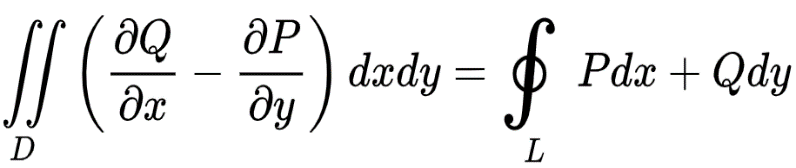 ∬_D (∂Q/∂x − ∂P/∂y) dxdy = ∮_L Pdx + Qdy